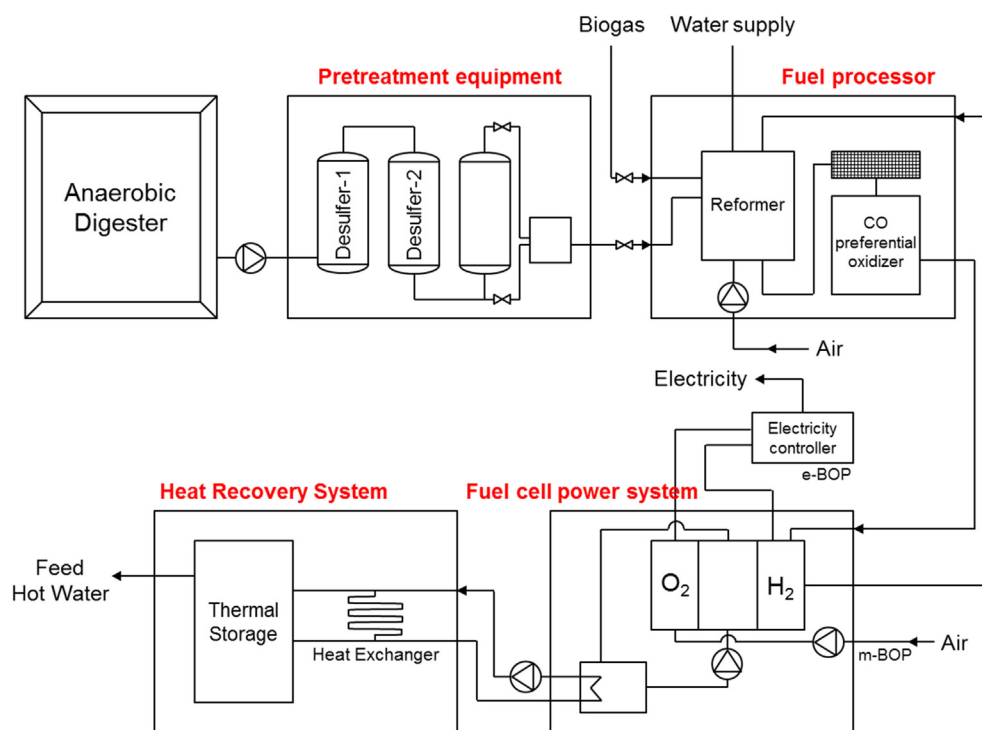 Biogas
Water supply
Pretreatment equipment
Fuel processor
Anaerobic
Digester
Desulfer-1
Desulfer-2
Reformer
CO
preferential
oxidizer
Air
Electricity
Electricity
controller
e-BOP
Heat Recovery System
Fuel cell power system
Feed
Hot Water
Thermal
Storage
Heat Exchanger
O2
H2
Air
m-BOP